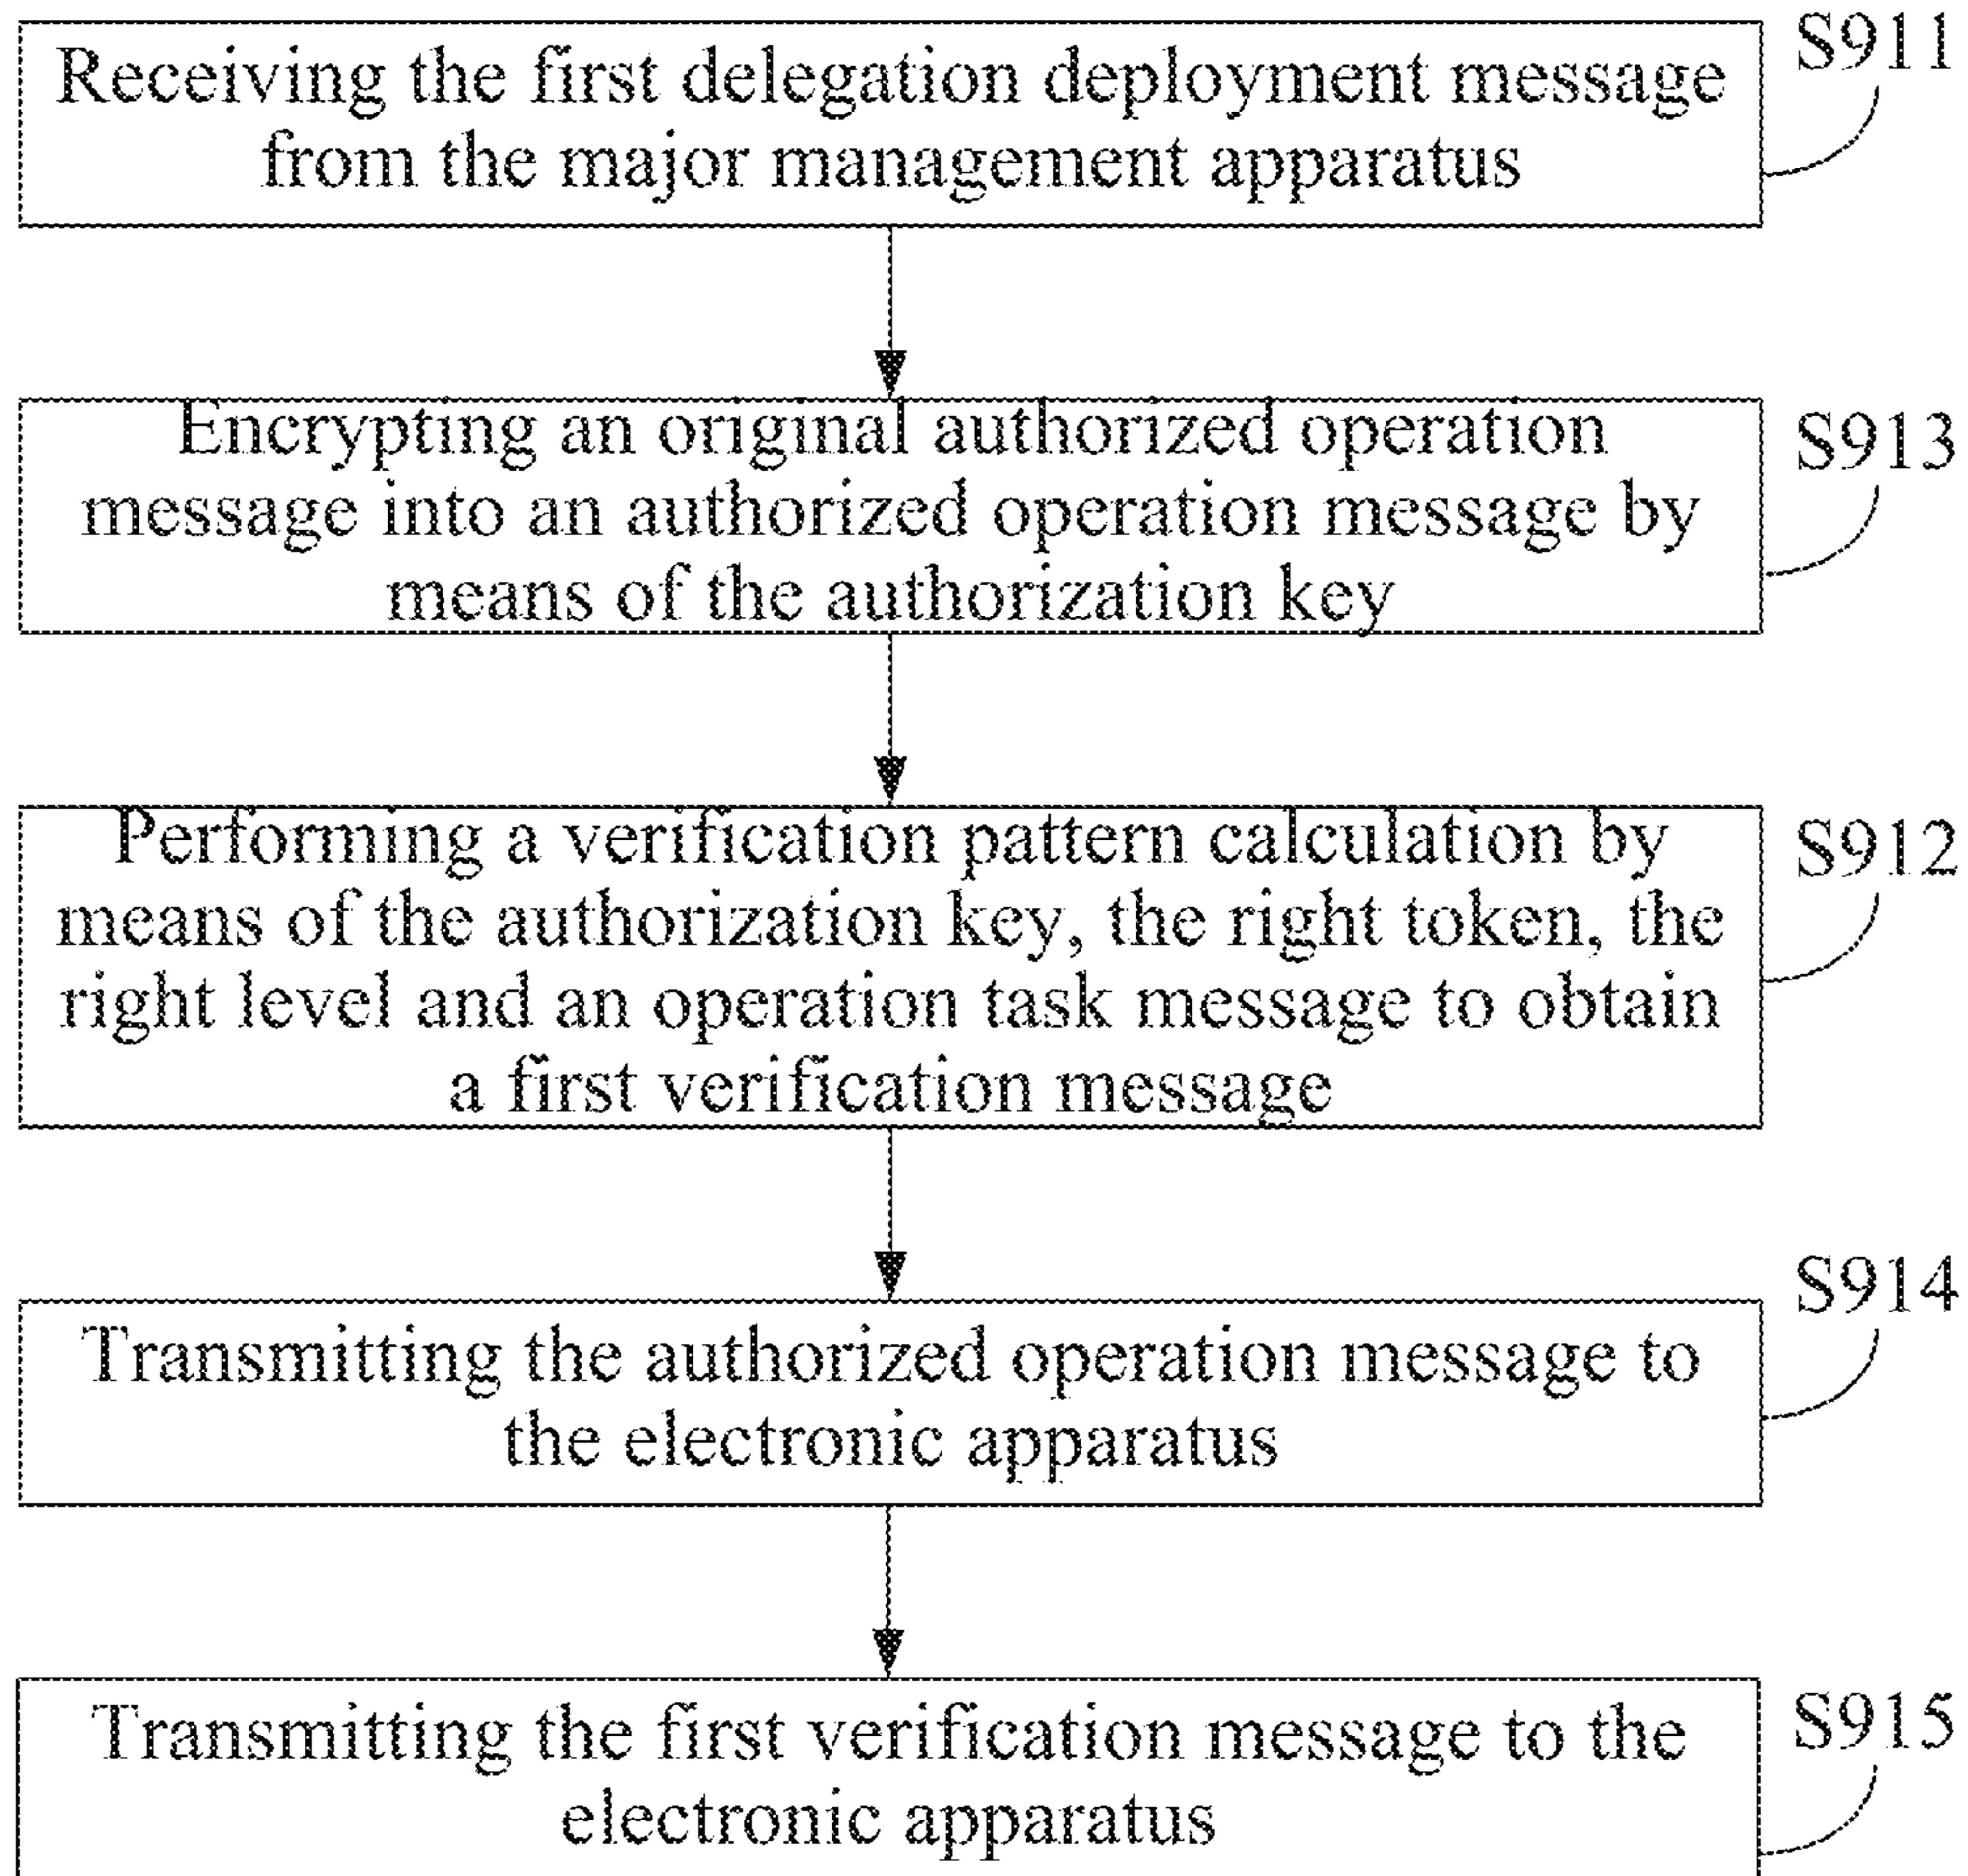 S911
Receiving the first delegation deployment message
from the major management apparatus
S913
Encrypting an original authorized operation
message into an authorized operation message by
means of the authorization key
S912
Performing a verification pattern calculation by
means of the authorization key, the right token, the
right level and an operation task message to obtain
a first verification message
S914
Transmitting the authorized operation message to
the electronic apparatus
S915
Transmitting the first verification message to the
electronic apparatus